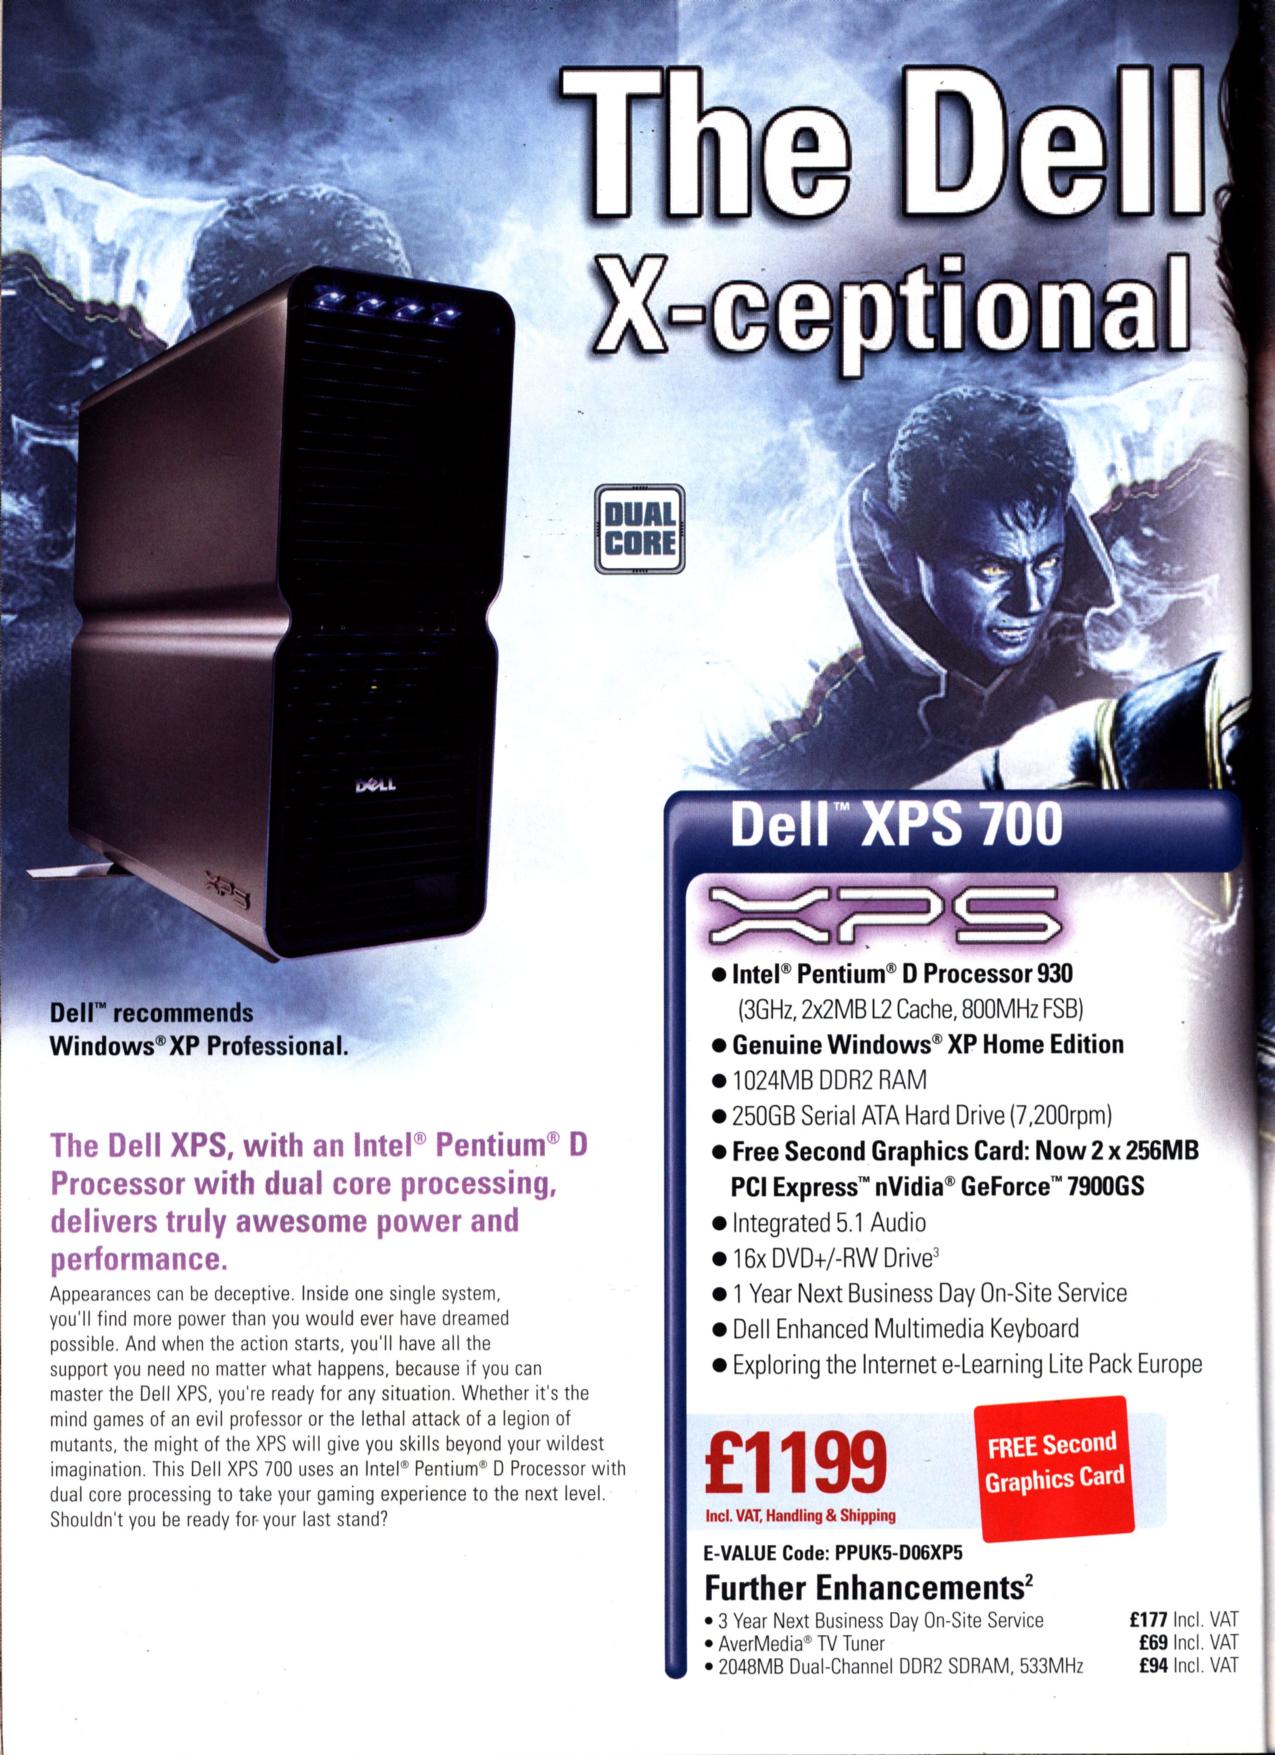 The Dell
X-ceptional
DUAL
CORE
DELL
XPS
Dell™ recommends
Windows® XP Professional.
The Dell XPS, with an Intel® Pentium® D
Processor with dual core processing,
delivers truly awesome power and
performance.
Appearances can be deceptive. Inside one single system,
you'll find more power than you would ever have dreamed
possible. And when the action starts, you'll have all the
support you need no matter what happens, because if you can
master the Dell XPS, you're ready for any situation. Whether it's the
mind games of an evil professor or the lethal attack of a legion of
mutants, the might of the XPS will give you skills beyond your wildest
imagination. This Dell XPS 700 uses an Intel® Pentium® D Processor with
dual core processing to take your gaming experience to the next level.
Shouldn't you be ready for your last stand?
Dell™ XPS 700
XPS
● Intel® Pentium® D Processor 930
(3GHz, 2x2MB L2 Cache, 800MHz FSB)
● Genuine Windows® XP Home Edition
● 1024MB DDR2 RAM
● 250GB Serial ATA Hard Drive (7,200rpm)
● Free Second Graphics Card: Now 2 x 256MB
PCI Express™ nVidia® GeForce™ 7900GS
● Integrated 5.1 Audio
● 16x DVD+/-RW Drive³
● 1 Year Next Business Day On-Site Service
● Dell Enhanced Multimedia Keyboard
● Exploring the Internet e-Learning Lite Pack Europe
£1199
Incl. VAT, Handling & Shipping
FREE Second
Graphics Card
E-VALUE Code: PPUK5-D06XP5
Further Enhancements²
• 3 Year Next Business Day On-Site Service £177 Incl. VAT
• AverMedia® TV Tuner £69 Incl. VAT
• 2048MB Dual-Channel DDR2 SDRAM, 533MHz £94 Incl. VAT